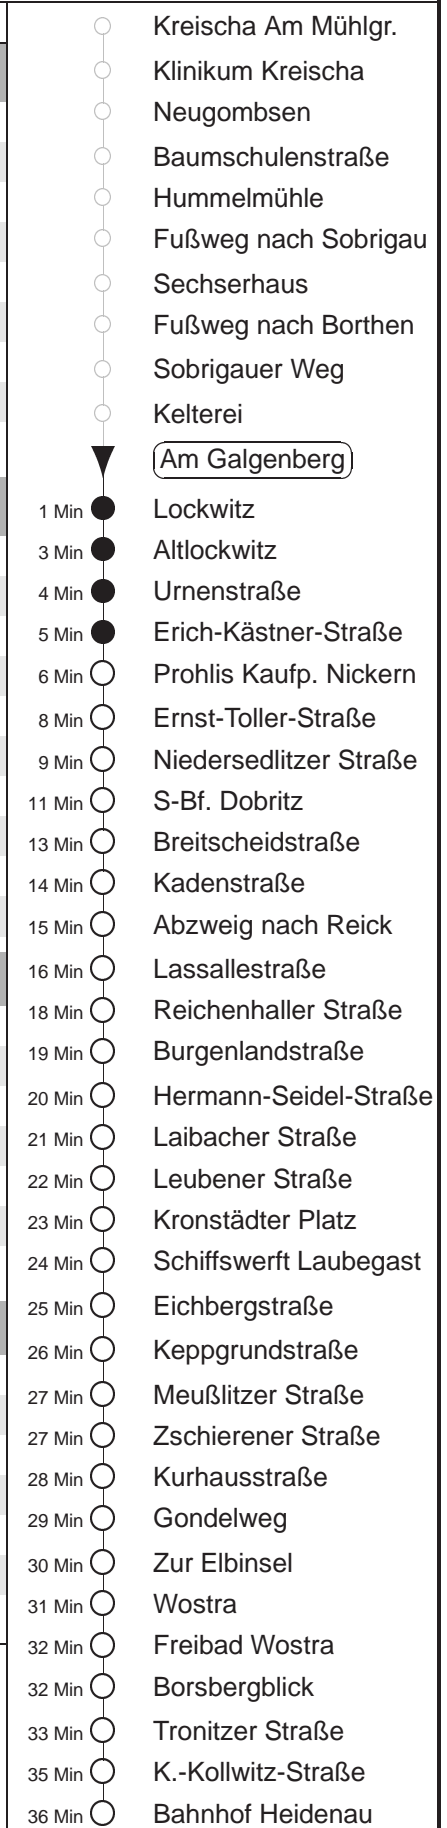 Kreischa Am Mühlgr.
Klinikum Kreischa
Neugombsen
Baumschulenstraße
Hummelmühle
Fußweg nach Sobrigau
Sechserhaus
Fußweg nach Borthen
Sobrigauer Weg
Kelterei
Am Galgenberg
1 Min Lockwitz
3 Min Altlockwitz
4 Min Urnenstraße
5 Min Erich-Kästner-Straße
6 Min Prohlis Kaufp. Nickern
8 Min Ernst-Toller-Straße
9 Min Niedersedlitzer Straße
11 Min S-Bf. Dobritz
13 Min Breitscheidstraße
14 Min Kadenstraße
15 Min Abzweig nach Reick
16 Min Lassallestraße
18 Min Reichenhaller Straße
19 Min Burgenlandstraße
20 Min Hermann-Seidel-Straße
21 Min Laibacher Straße
22 Min Leubener Straße
23 Min Kronstädter Platz
24 Min Schiffswerft Laubegast
25 Min Eichbergstraße
26 Min Keppgrundstraße
27 Min Meußlitzer Straße
27 Min Zschierener Straße
28 Min Kurhausstraße
29 Min Gondelweg
30 Min Zur Elbinsel
31 Min Wostra
32 Min Freibad Wostra
32 Min Borsbergblick
33 Min Tronitzer Straße
35 Min K.-Kollwitz-Straße
36 Min Bahnhof Heidenau